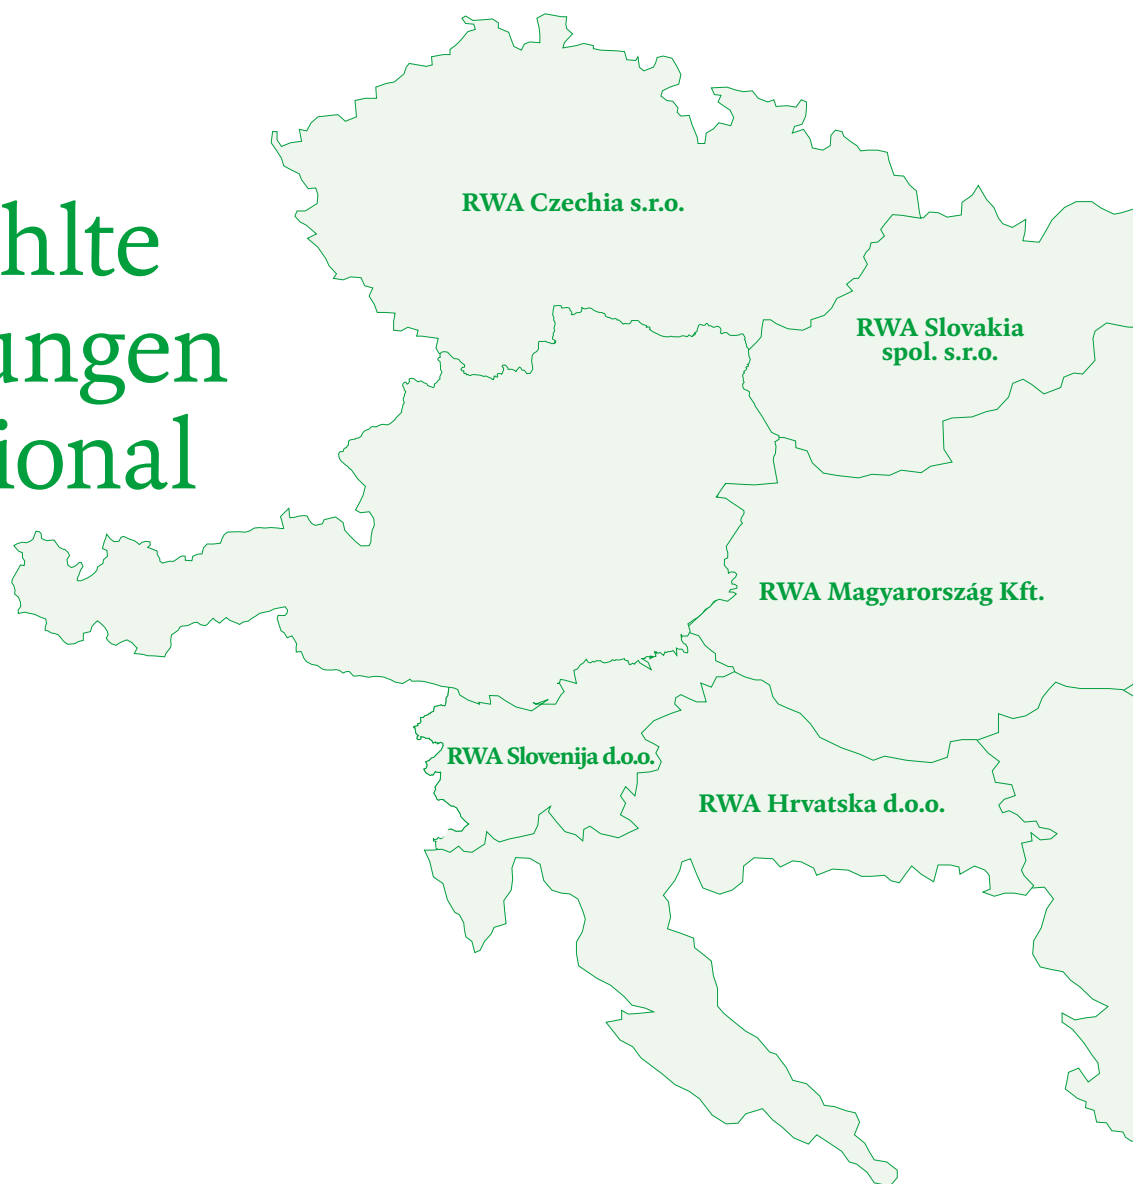 hlte
ungen
ional
RWA Czechia s.r.o.
RWA Slovakia
spol. s.r.o.
RWA Magyarország Kft.
RWA Slovenija d.o.o.
RWA Hrvatska d.o.o.